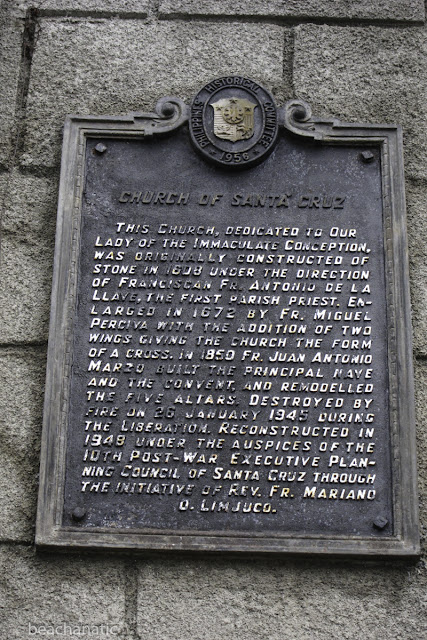 PHILIPPINES HISTORICAL COMMITTEE
1956
CHURCH OF SANTA CRUZ
THIS CHURCH, DEDICATED TO OUR
LADY OF THE IMMACULATE CONCEPTION,
WAS ORIGINALLY CONSTRUCTED OF
STONE IN 1608 UNDER THE DIRECTION
OF FRANCISCAN FR. ANTONIO DE LA
LLAVE, THE FIRST PARISH PRIEST. EN-
LARGED IN 1672 BY FR. MIGUEL
PERCIVA WITH THE ADDITION OF TWO
WINGS GIVING THE CHURCH THE FORM
OF A CROSS. IN 1850 FR. JUAN ANTONIO
MARZO BUILT THE PRINCIPAL NAVE
AND THE CONVENT, AND REMODELLED
THE FIVE ALTARS. DESTROYED BY
FIRE ON 26 JANUARY 1945 DURING
THE LIBERATION. RECONSTRUCTED IN
1948 UNDER THE AUSPICES OF THE
10TH POST-WAR EXECUTIVE PLAN-
NING COUNCIL OF SANTA CRUZ THROUGH
THE INITIATIVE OF REV. FR. MARIANO
O. LIMJUCO.
beachanatic